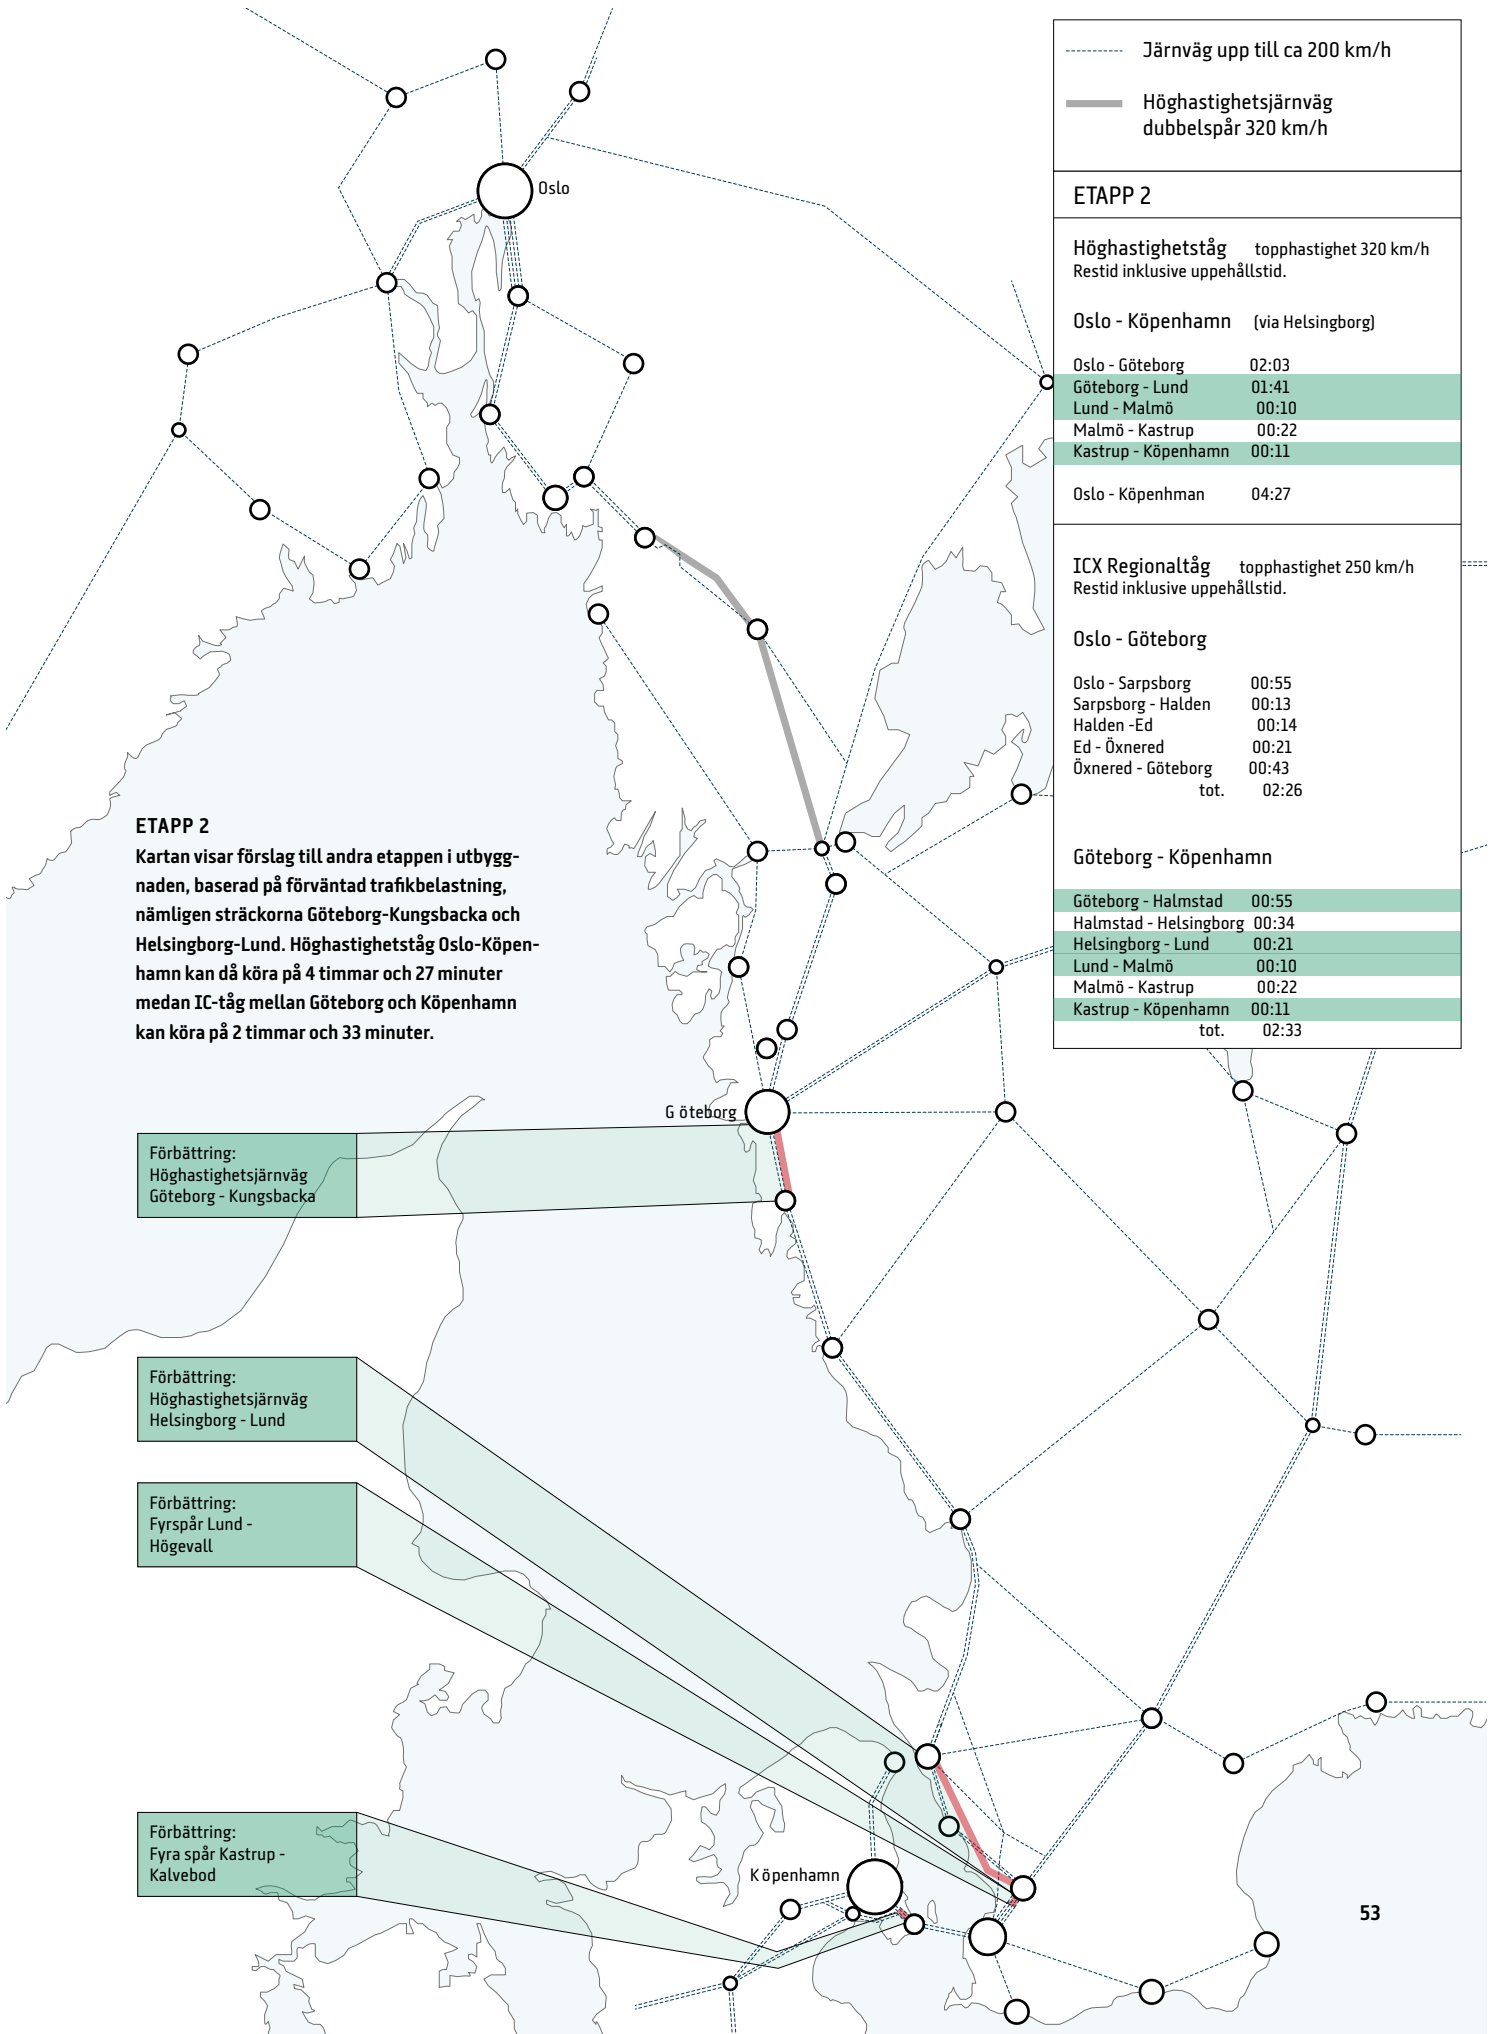 Järnväg upp till ca 200 km/h
Höghastighetsjärnväg
dubbelspår 320 km/h
ETAPP 2
Höghastighetståg topphastighet 320 km/h
Restid inklusive uppehållstid.
Oslo - Köpenhamn (via Helsingborg)
Oslo - Göteborg 02:03
Göteborg - Lund 01:41
Lund - Malmö 00:10
Malmö - Kastrup 00:22
Kastrup - Köpenhamn 00:11
Oslo - Köpenhman 04:27
ICX Regionaltåg topphastighet 250 km/h
Restid inklusive uppehållstid.
Oslo - Göteborg
Oslo - Sarpsborg 00:55
Sarpsborg - Halden 00:13
Halden -Ed 00:14
Ed - Öxnered 00:21
Öxnered - Göteborg 00:43
tot. 02:26
Göteborg - Köpenhamn
Göteborg - Halmstad 00:55
Halmstad - Helsingborg 00:34
Helsingborg - Lund 00:21
Lund - Malmö 00:10
Malmö - Kastrup 00:22
Kastrup - Köpenhamn 00:11
tot. 02:33
Oslo
ETAPP 2
Kartan visar förslag till andra etappen i utbygg-
naden, baserad på förväntad trafikbelastning,
nämligen sträckorna Göteborg-Kungsbacka och
Helsingborg-Lund. Höghastighetståg Oslo-Köpen-
hamn kan då köra på 4 timmar och 27 minuter
medan IC-tåg mellan Göteborg och Köpenhamn
kan köra på 2 timmar och 33 minuter.
G öteborg
Förbättring:
Höghastighetsjärnväg
Göteborg - Kungsbacka
Förbättring:
Höghastighetsjärnväg
Helsingborg - Lund
Förbättring:
Fyrspår Lund -
Högevall
Förbättring:
Fyra spår Kastrup -
Kalvebod
K öpenhamn
53